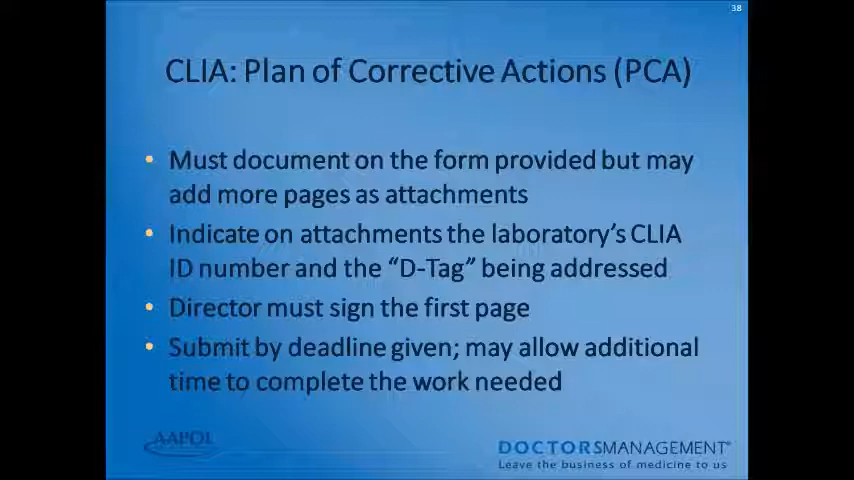 38
CLIA: Plan of Corrective Actions (PCA)
• Must document on the form provided but may
add more pages as attachments
• Indicate on attachments the laboratory's CLIA
ID number and the “D-Tag” being addressed
• Director must sign the first page
• Submit by deadline given; may allow additional
time to complete the work needed
AAPOL
DOCTORSMANAGEMENT®
Leave the business of medicine to us